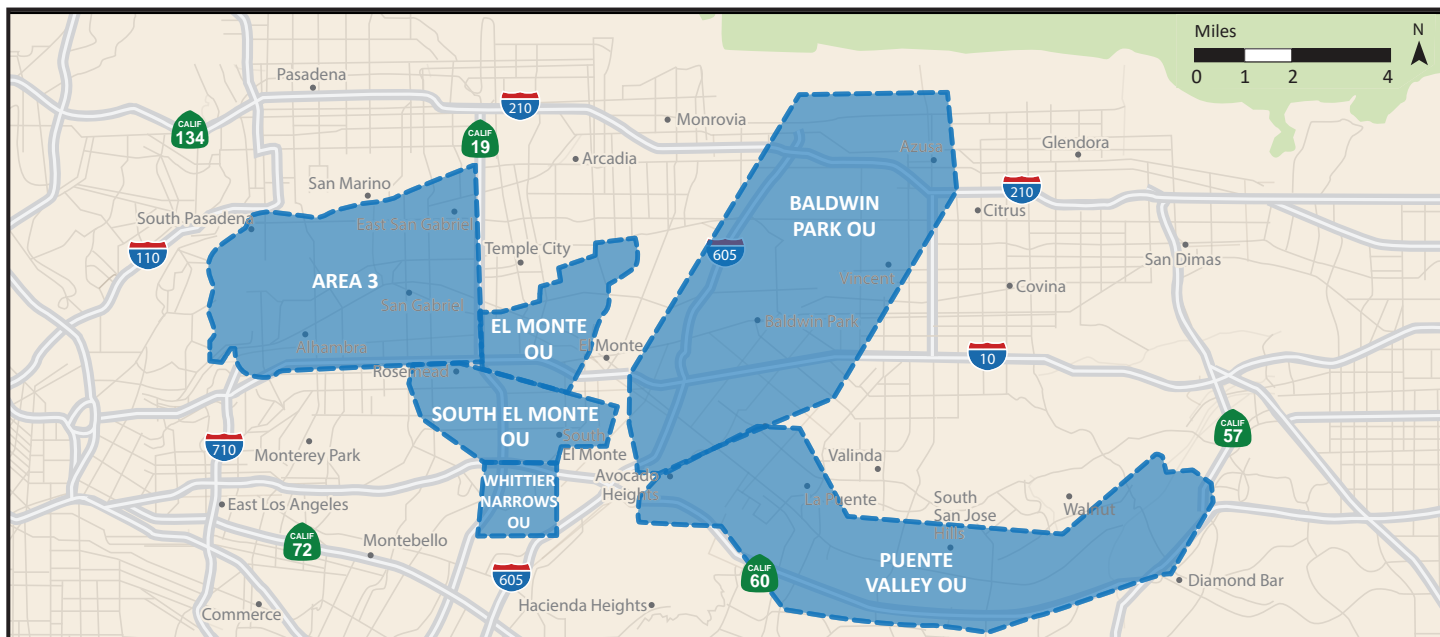 Miles
N
0
1
2
4
Pasadena
CALIF
134
210
CALIF
19
Monrovia
Arcadia
Azusa
Glendora
San Marino
South Pasadena
East San Gabriel
110
AREA 3
San Gabriel
Alhambra
Temple City
EL MONTE
OU
El Monte
BALDWIN
PARK OU
605
Vincent
Baldwin Park
210
Citrus
San Dimas
Covina
10
Rosemead
SOUTH EL MONTE
OU
South
El Monte
710
Monterey Park
WHITTIER
NARROWS
OU
Avocado
Heights
La Puente
Valinda
South
San Jose
Hills
Walnut
CALIF
57
East Los Angeles
CALIF
72
Montebello
605
CALIF
60
PUENTE
VALLEY OU
Diamond Bar
Commerce
Hacienda Heights